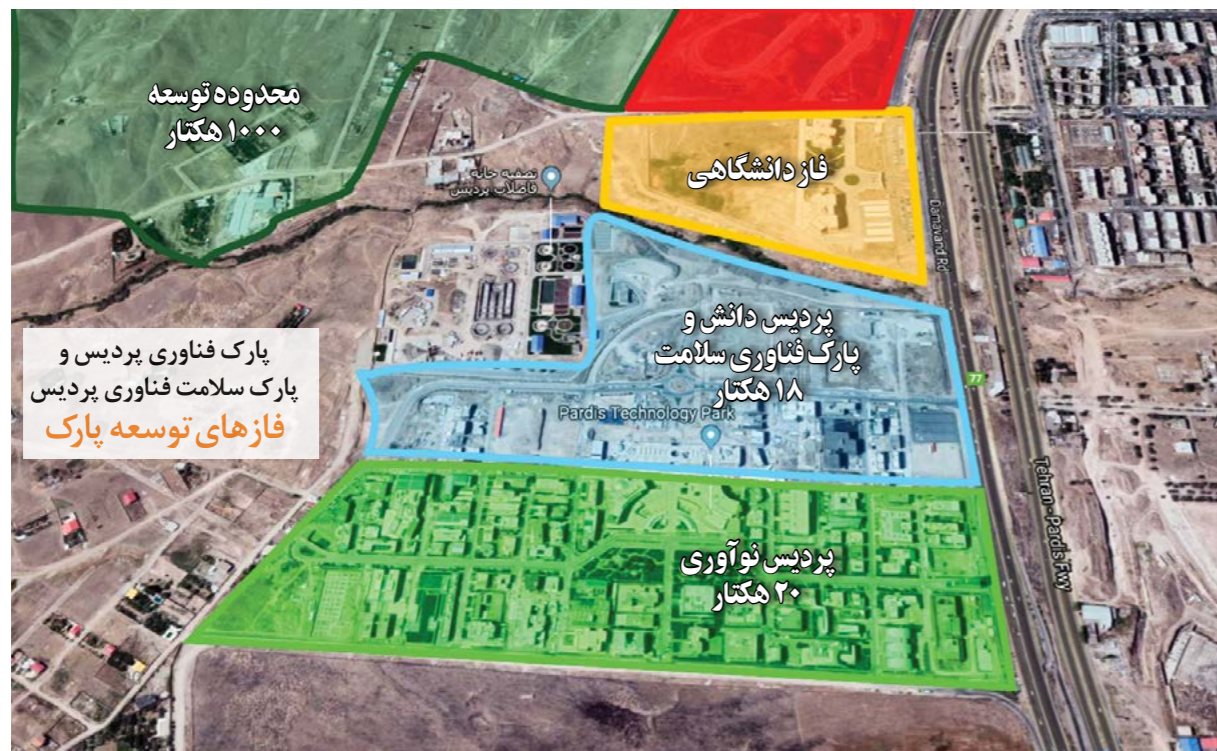 محدوده توسعه
۱۰۰۰ هکتار
فاز دانشگاهی
تصفیه خانه
فاضلاب پردیس
Damavand Rd
پردیس دانش و
پارک فناوری سلامت
۱۸ هکتار
77
Pardis Technology Park
پارک فناوری پردیس و
پارک سلامت فناوری پردیس
فازهای توسعه پارک
Tehran - Pardis Fwy
پردیس نوآوری
۲۰ هکتار